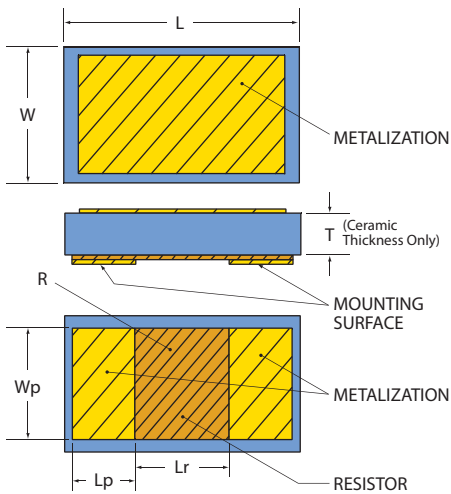 L
W
METALIZATION
T (Ceramic
Thickness Only)
R
MOUNTING
SURFACE
Wp
METALIZATION
Lp
Lr
RESISTOR